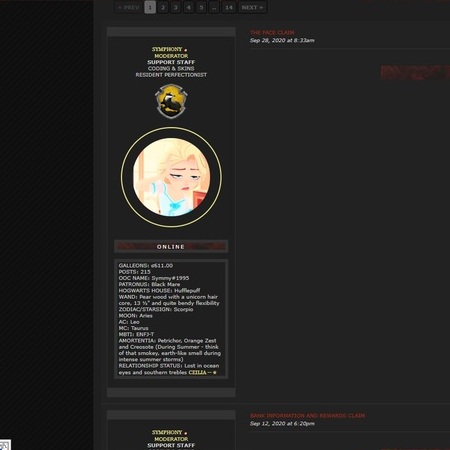 « PREV 1 2 3 4 5 ... 14 NEXT »
SYMPHONY
MODERATOR
SUPPORT STAFF
CODING & SKINS
RESIDENT PERFECTIONIST
ONLINE
GALLEONS: ʛ611.00
POSTS: 215
OOC NAME: Symmy#1995
PATRONUS: Black Mare
HOGWARTS HOUSE: Hufflepuff
WAND: Pear wood with a unicorn hair
core, 13 ¾" and quite bendy flexibility
ZODIAC/STARSIGN: Scorpio
MOON: Aries
AC: Leo
MC: Taurus
MBTI: ENFJ-T
AMORTENTIA: Petrichor, Orange Zest
and Creosote (During Summer - think
of that smokey, earth-like smell during
intense summer storms)
RELATIONSHIP STATUS: Lost in ocean
eyes and southern trebles CECILIA
THE FACE CLAIM
Sep 28, 2020 at 8:33am
SYMPHONY
MODERATOR
SUPPORT STAFF
BANK INFORMATION AND REWARDS CLAIM
Sep 12, 2020 at 6:20pm